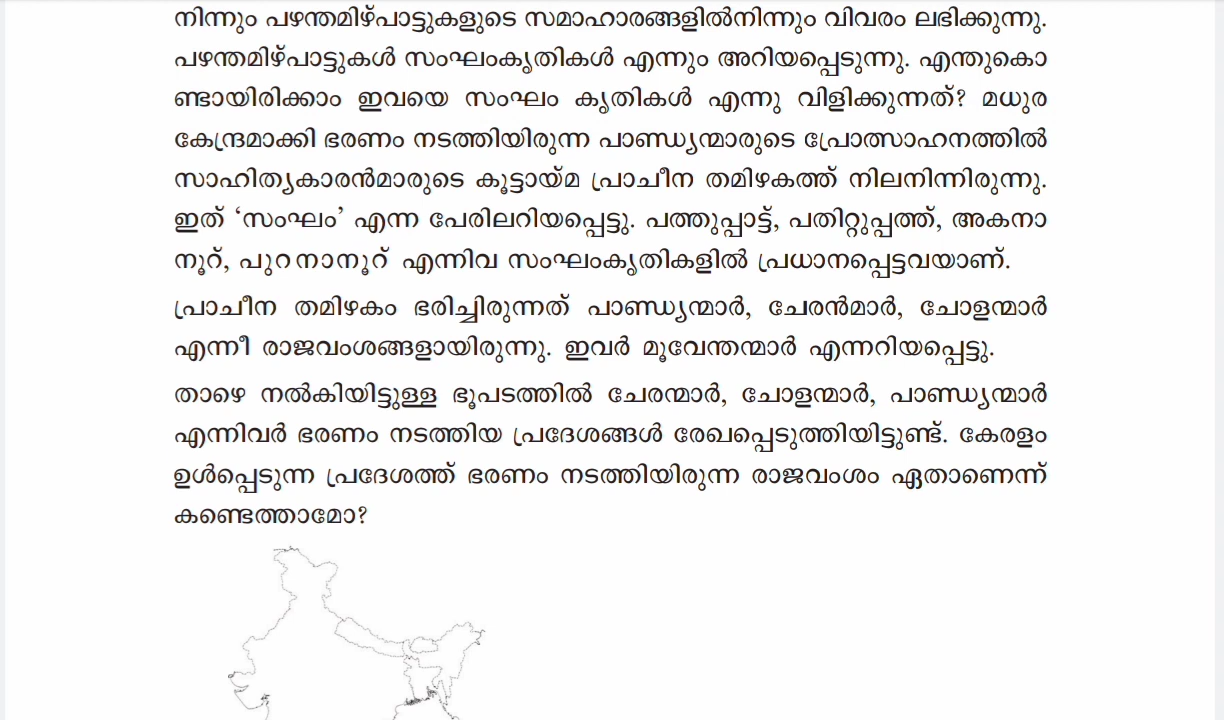 നിന്നും പഴന്തമിഴ്പാട്ടുകളുടെ സമാഹാരങ്ങളിൽനിന്നും വിവരം ലഭിക്കുന്നു.
പഴന്തമിഴ്പാട്ടുകൾ സംഘംകൃതികൾ എന്നും അറിയപ്പെടുന്നു. എന്തുകൊ
ണ്ടായിരിക്കാം ഇവയെ സംഘം കൃതികൾ എന്നു വിളിക്കുന്നത്? മധുര
കേന്ദ്രമാക്കി ഭരണം നടത്തിയിരുന്ന പാണ്ഡ്യന്മാരുടെ പ്രോത്സാഹനത്തിൽ
സാഹിത്യകാരൻമാരുടെ കൂട്ടായ്മ പ്രാചീന തമിഴകത്ത് നിലനിന്നിരുന്നു.
ഇത് ‘സംഘം’ എന്ന പേരിലറിയപ്പെട്ടു. പത്തുപ്പാട്ട്, പതിറ്റുപ്പത്ത്, അകനാ
നൂറ്, പുറനാനൂറ് എന്നിവ സംഘംകൃതികളിൽ പ്രധാനപ്പെട്ടവയാണ്.
പ്രാചീന തമിഴകം ഭരിച്ചിരുന്നത് പാണ്ഡ്യന്മാർ, ചേരൻമാർ, ചോളന്മാർ
എന്നീ രാജവംശങ്ങളായിരുന്നു. ഇവർ മൂവേന്തന്മാർ എന്നറിയപ്പെട്ടു.
താഴെ നൽകിയിട്ടുള്ള ഭൂപടത്തിൽ ചേരന്മാർ, ചോളന്മാർ, പാണ്ഡ്യന്മാർ
എന്നിവർ ഭരണം നടത്തിയ പ്രദേശങ്ങൾ രേഖപ്പെടുത്തിയിട്ടുണ്ട്. കേരളം
ഉൾപ്പെടുന്ന പ്രദേശത്ത് ഭരണം നടത്തിയിരുന്ന രാജവംശം ഏതാണെന്ന്
കണ്ടെത്താമോ?